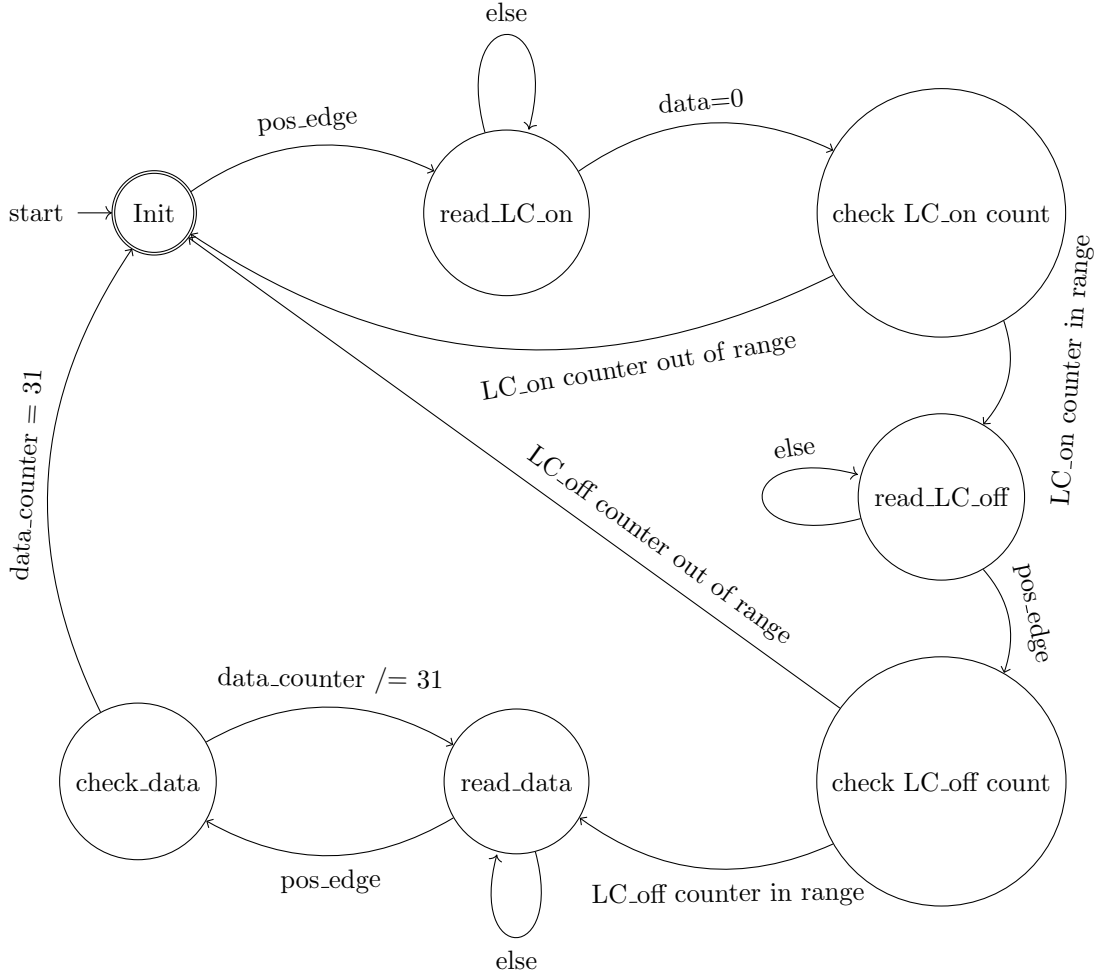 else
data=0
pos_edge
start
Init
read_LC_on
check LC_on count
LC_on counter in range
LC_on counter out of range
data_counter = 31
else
LC_off counter out of range
read_LC_off
pos_edge
data_counter /= 31
check_data
read_data
check LC_off count
pos_edge
LC_off counter in range
else